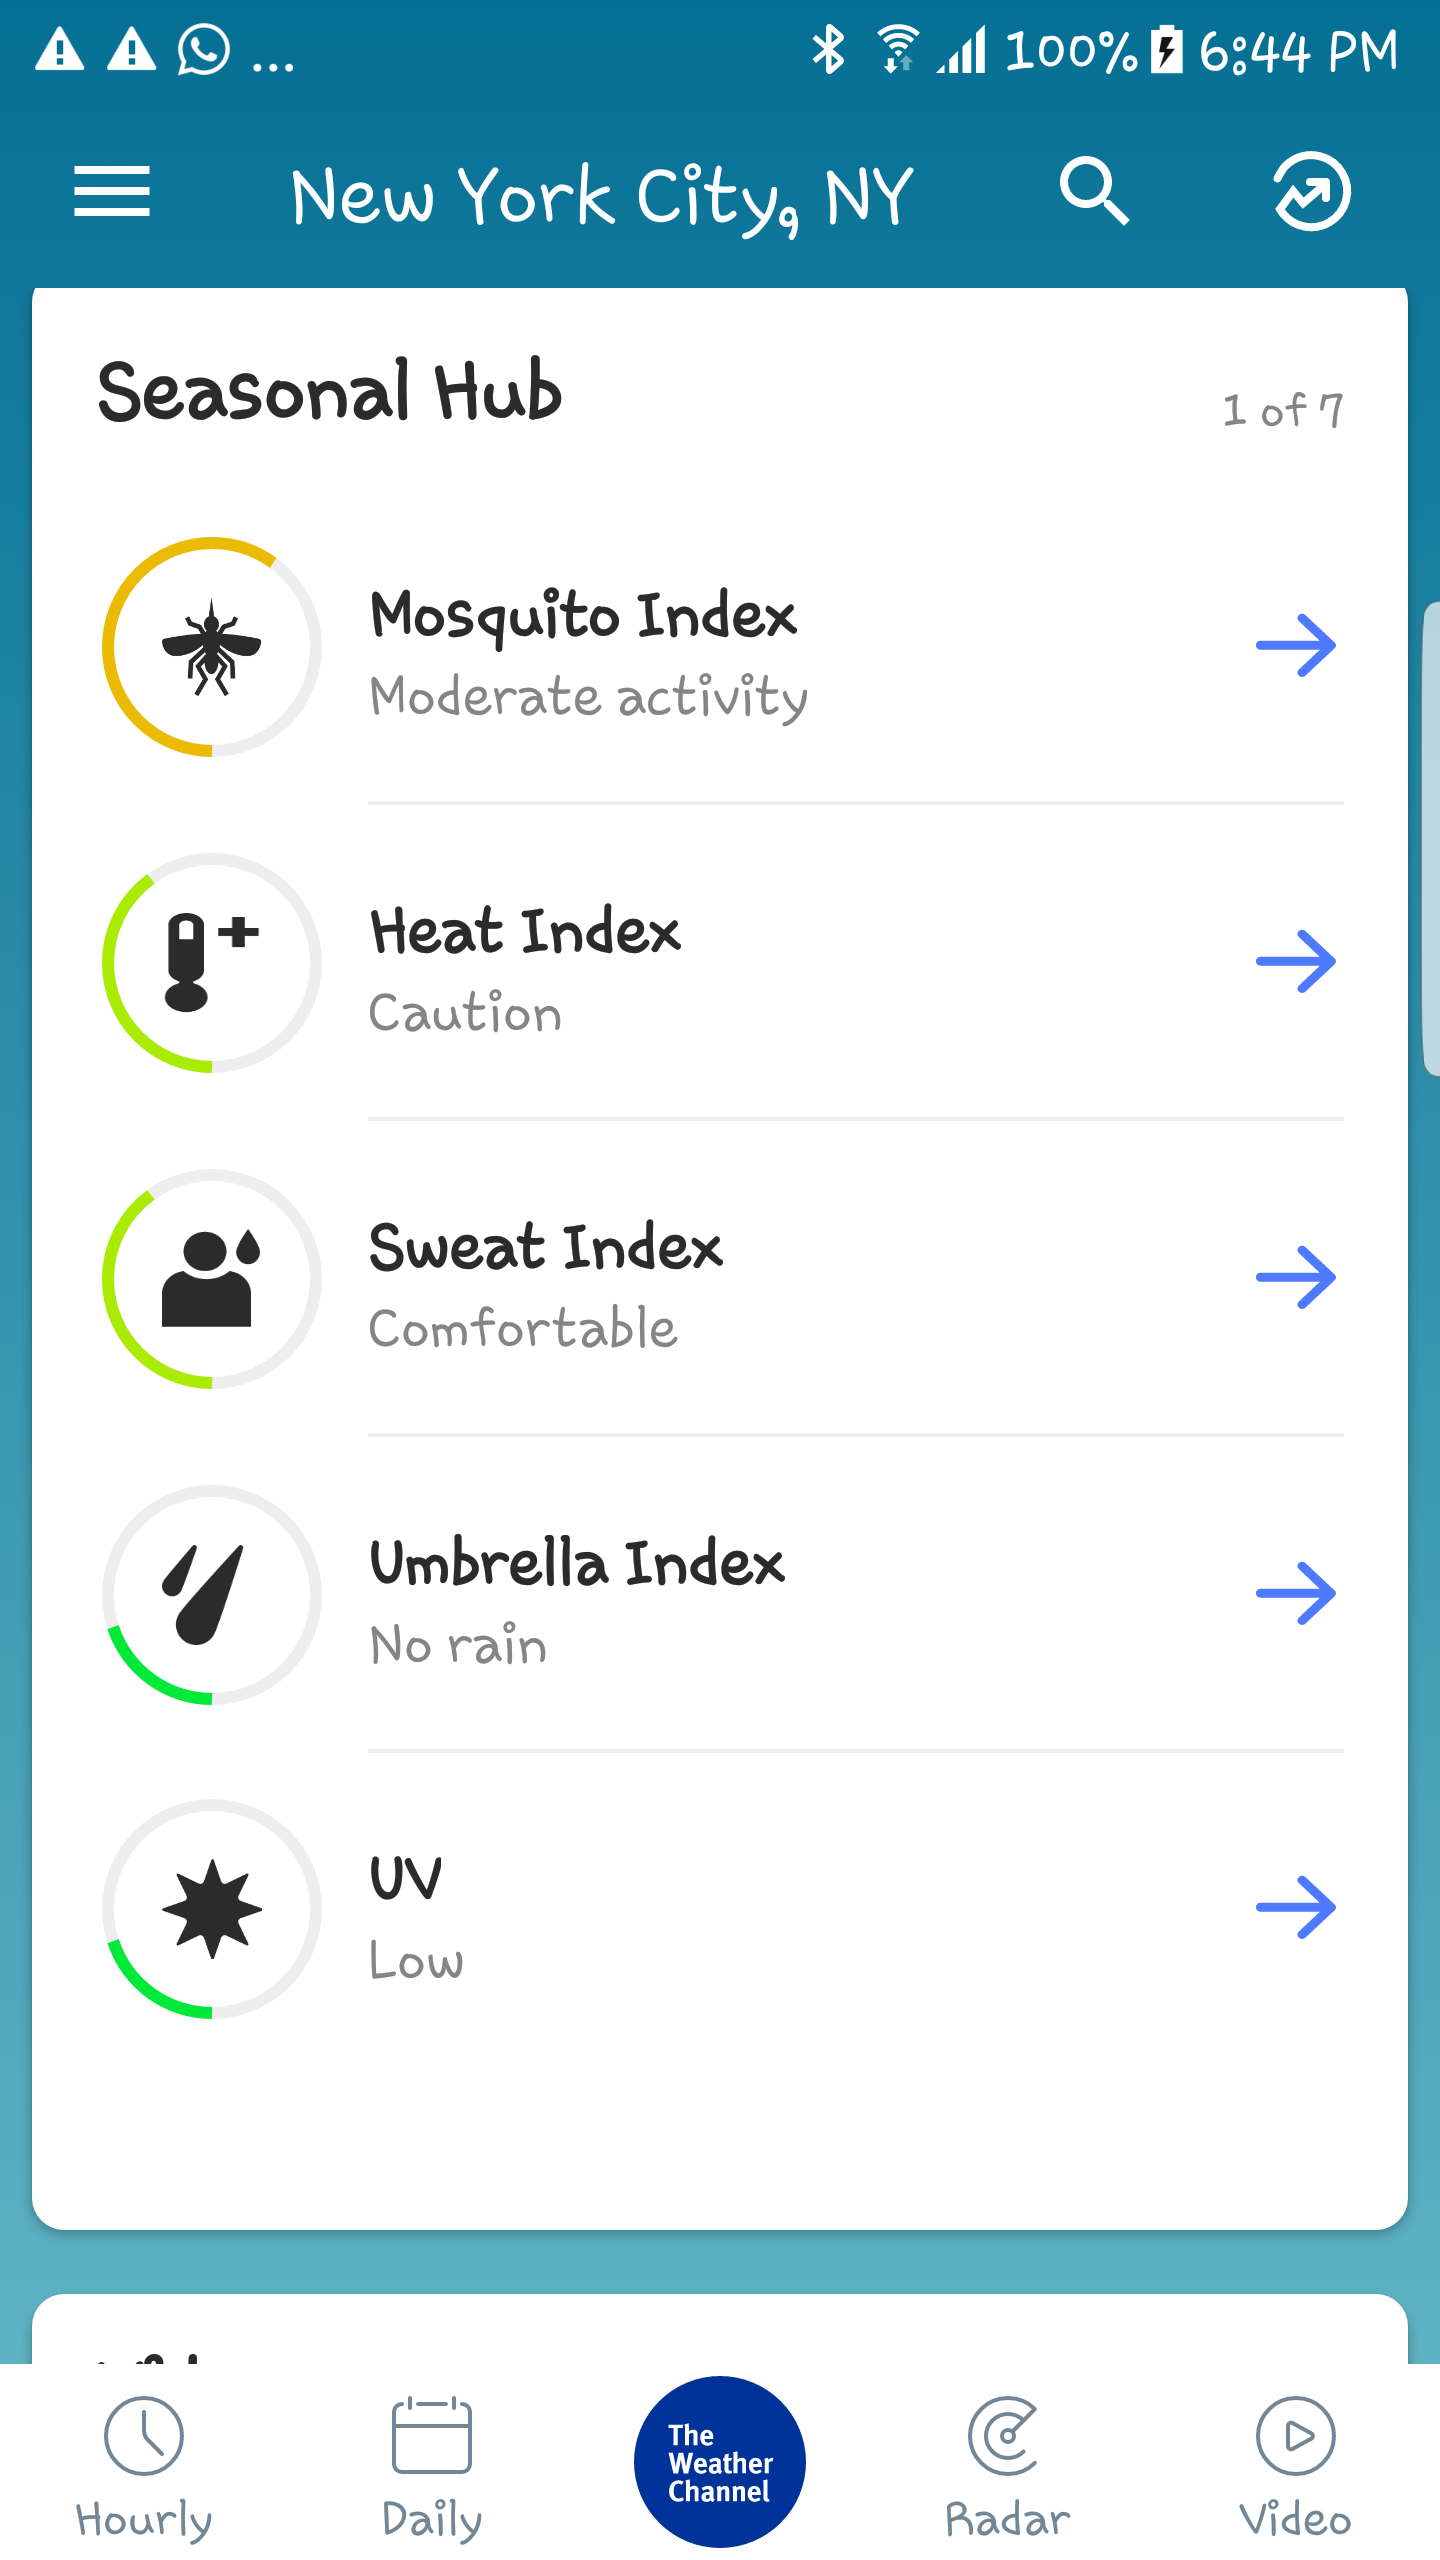 ... 100% 6:44 PM
New York City, NY
Seasonal Hub
1 of 7
Mosquito Index
Moderate activity
Heat Index
Caution
Sweat Index
Comfortable
Umbrella Index
No rain
UV
Low
Hourly
Daily
The
Weather
Channel
Radar
Video